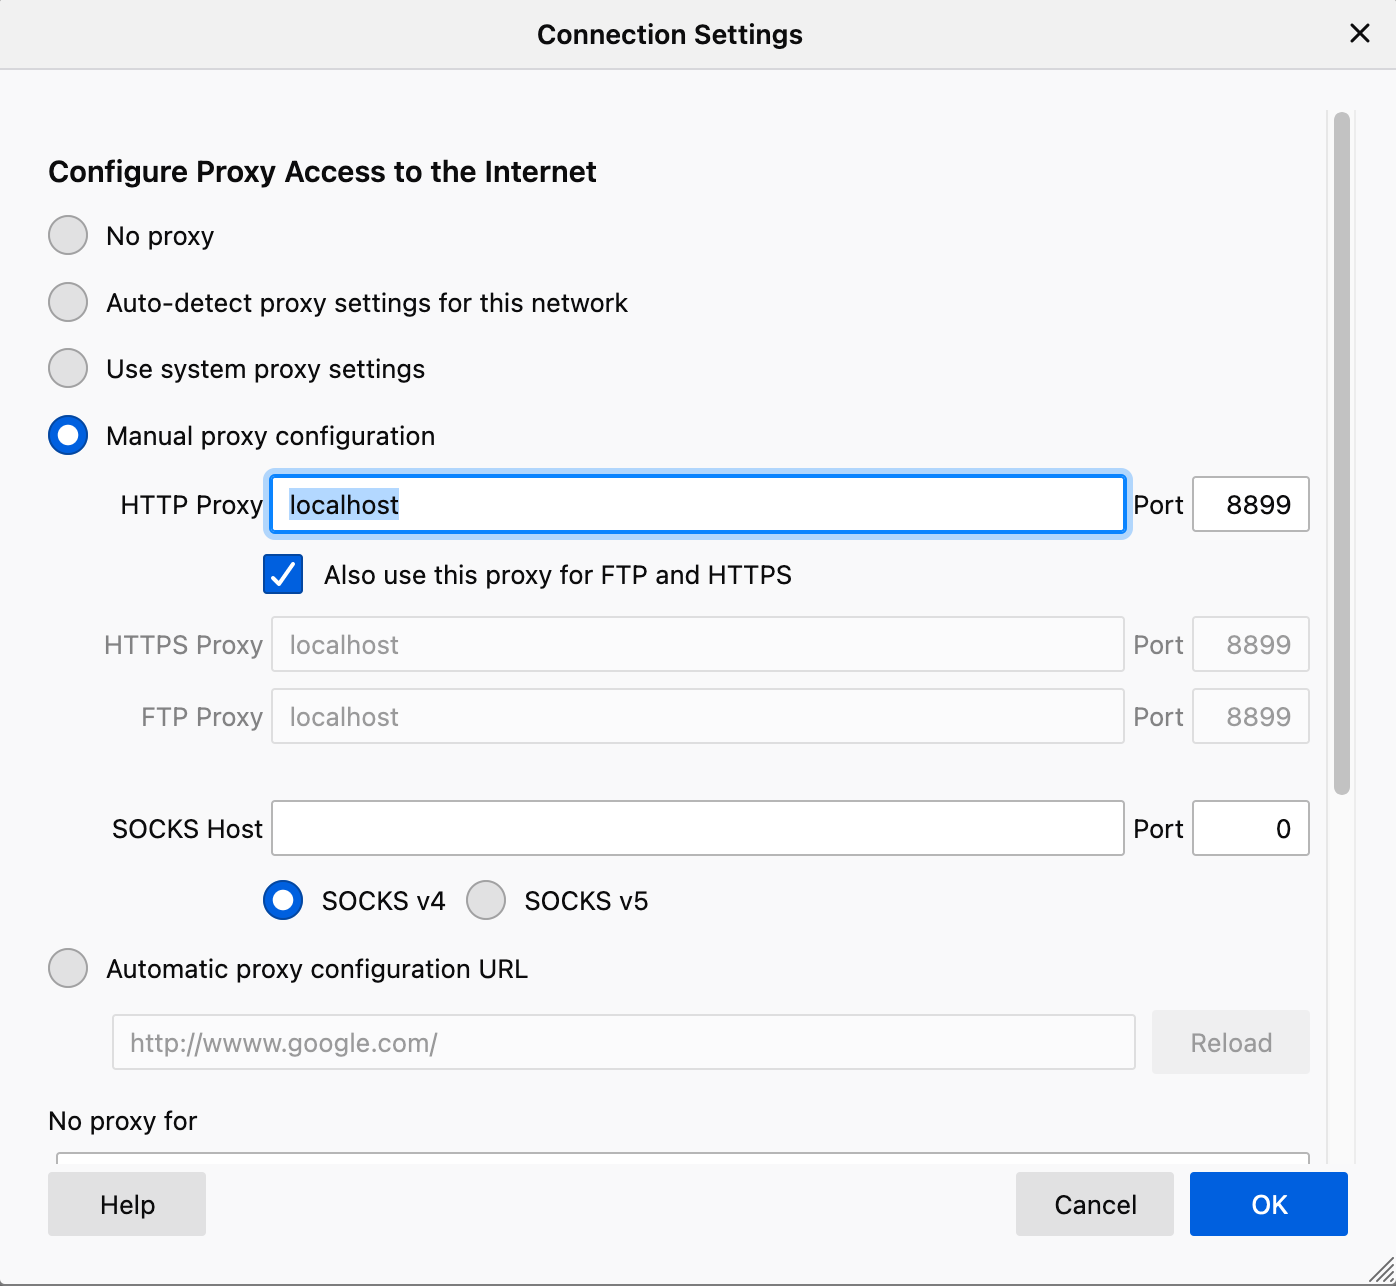 Connection Settings
Configure Proxy Access to the Internet
No proxy
Auto-detect proxy settings for this network
Use system proxy settings
Manual proxy configuration
HTTP Proxy localhost Port 8899
Also use this proxy for FTP and HTTPS
HTTPS Proxy localhost Port 8899
FTP Proxy localhost Port 8899
SOCKS Host Port 0
SOCKS v4 SOCKS v5
Automatic proxy configuration URL
http://wwww.google.com/ Reload
No proxy for
Help Cancel OK